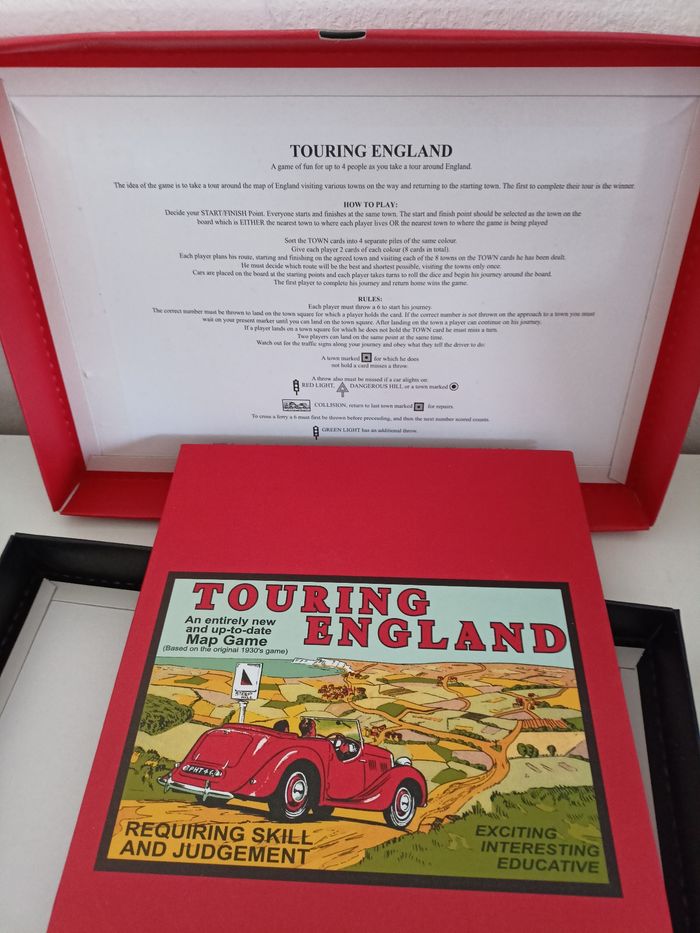 TOURING ENGLAND
A game of fun for up to 4 people as you take a tour around England.
The idea of the game is to take a tour around the map of England visiting various towns on the way and returning to the starting town. The first to complete their tour is the winner.
HOW TO PLAY:
Decide your START/FINISH Point. Everyone starts and finishes at the same town. The start and finish point should be selected as the town on the
board which is EITHER the nearest town to where each player lives OR the nearest town to where the game is being played
Sort the TOWN cards into 4 separate piles of the same colour.
Give each player 2 cards of each colour (8 cards in total).
Each player plans his route, starting and finishing on the agreed town and visiting each of the 8 towns on the TOWN cards he has been dealt.
He must decide which route will be the best and shortest possible, visiting the towns only once.
Cars are placed on the board at the starting points and each player takes turns to roll the dice and begin his journey around the board.
The first player to complete his journey and return home wins the game.
RULES:
Each player must throw a 6 to start his journey.
The correct number must be thrown to land on the town square for which a player holds the card. If the correct number is not thrown on the approach to a town you must
wait on your present marker until you can land on the town square. After landing on the town a player can continue on his journey.
If a player lands on a town square for which he does not hold the TOWN card he must miss a turn.
Two players can land on the same point at the same time.
Watch out for the traffic signs along your journey and obey what they tell the driver to do:
A town marked for which he does
not hold a card misses a throw.
A throw also must be missed if a car alights on:
RED LIGHT, DANGEROUS HILL or a town marked
COLLISION, return to last town marked for repairs.
To cross a ferry a 6 must first be thrown before proceeding, and then the next number scored counts.
GREEN LIGHT has an additional throw.
TOURING
ENGLAND
An entirely new
and up-to-date
Map Game
(Based on the original 1930's game)
STEEP
HILL
REQUIRING SKILL
AND JUDGEMENT
EXCITING
INTERESTING
EDUCATIVE